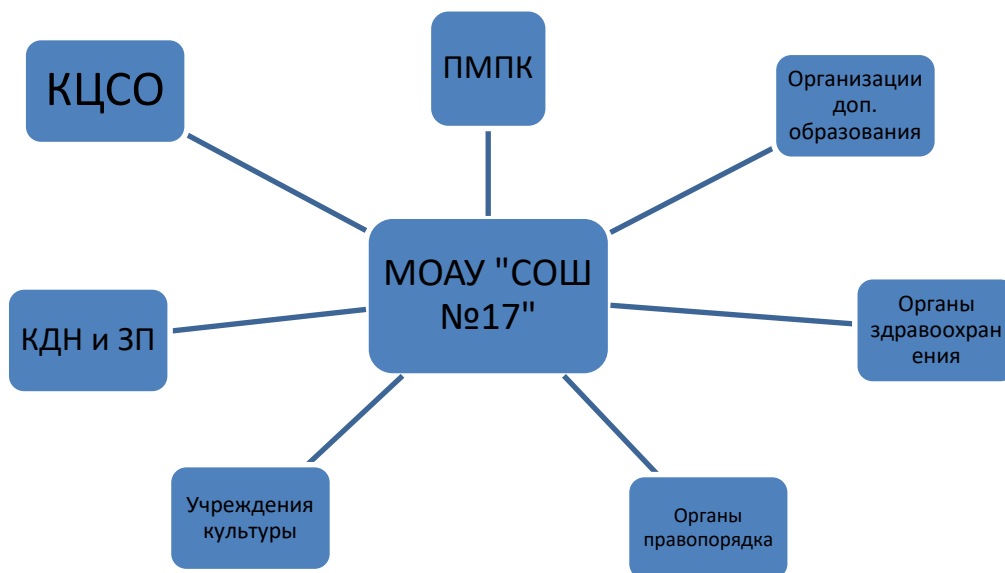 КЦСО
ПМПК
Организации
доп.
образования
МОАУ "СОШ
№17"
КДН и ЗП
Органы
здравоохран
ения
Учреждения
культуры
Органы
правопорядка